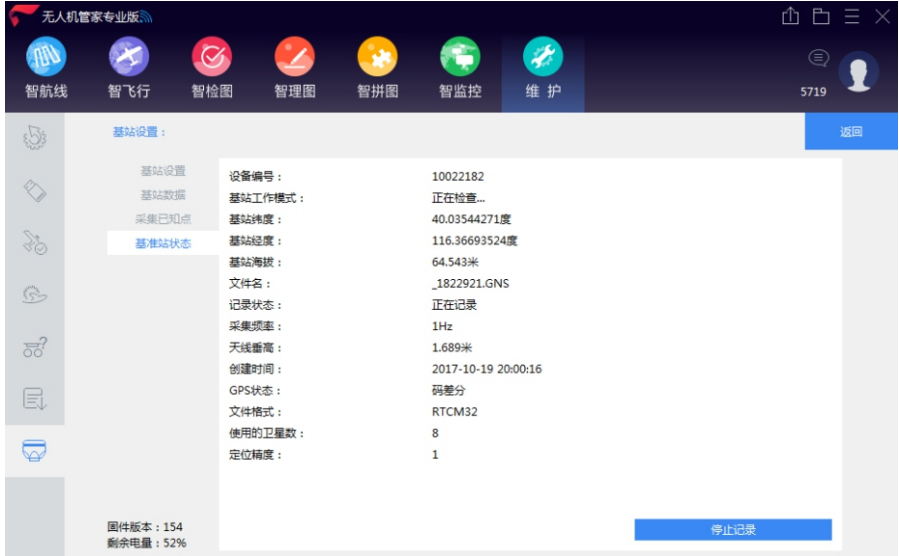 无人机管家专业版
智航线 智飞行 智检图 智理图 智拼图 智监控 维护 5719
基站设置： 返回
基站设置
基站数据
采集已知点
基准站状态
设备编号： 10022182
基站工作模式： 正在检查...
基站纬度： 40.03544271度
基站经度： 116.36693524度
基站海拔： 64.543米
文件名： _1822921.GNS
记录状态： 正在记录
采集频率： 1Hz
天线垂高： 1.689米
创建时间： 2017-10-19 20:00:16
GPS状态： 码差分
文件格式： RTCM32
使用的卫星数： 8
定位精度： 1
停止记录
固件版本：154
剩余电量：52%